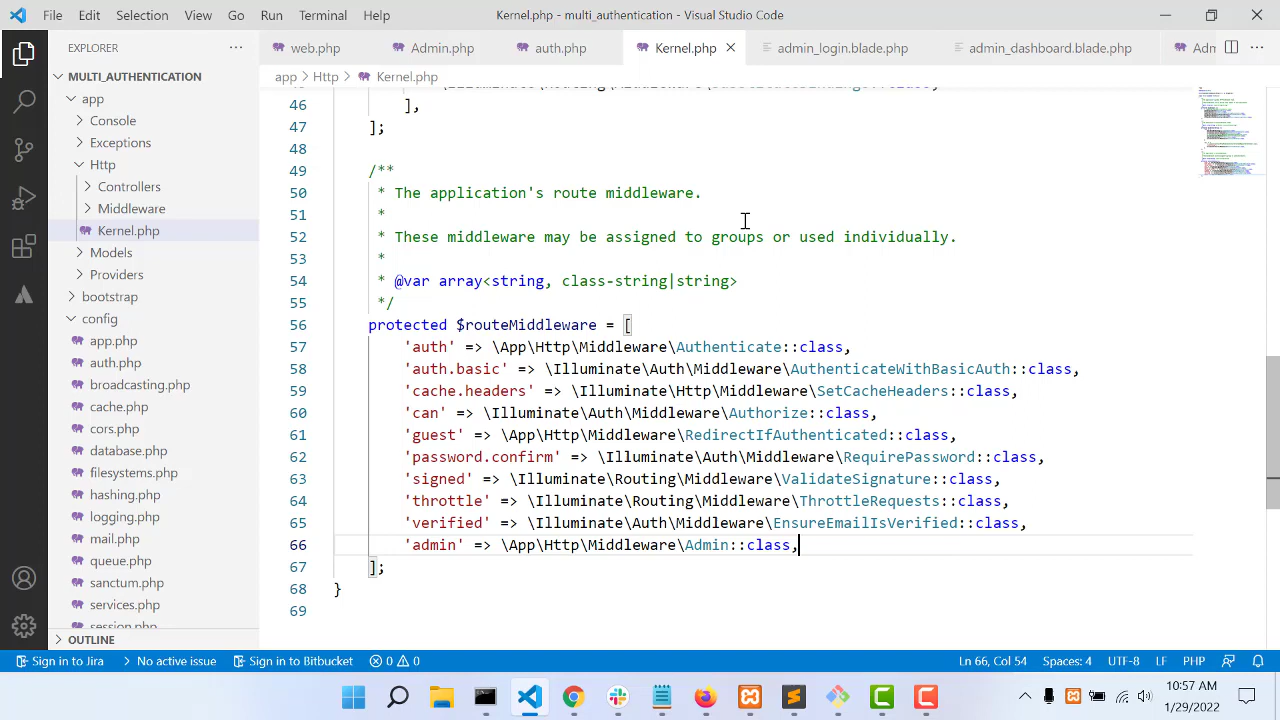 File Edit Selection View Go Run Terminal Help
Kernel.php - multi_authentication - Visual Studio Code
EXPLORER
MULTI_AUTHENTICATION
app
Console
Exceptions
Http
Controllers
Middleware
Kernel.php
Models
Providers
bootstrap
config
app.php
auth.php
broadcasting.php
cache.php
cors.php
database.php
filesystems.php
hashing.php
logging.php
mail.php
queue.php
sanctum.php
services.php
session.php
OUTLINE
web.php Admin.php auth.php Kernel.php admin_login.blade.php admin_dashboard.blade.php Adm
app > Http > Kernel.php
46 ],
47 ];
48
49 /**
50 * The application's route middleware.
51 *
52 * These middleware may be assigned to groups or used individually.
53 *
54 * @var array<string, class-string|string>
55 */
56 protected $routeMiddleware = [
57 'auth' => \App\Http\Middleware\Authenticate::class,
58 'auth.basic' => \Illuminate\Auth\Middleware\AuthenticateWithBasicAuth::class,
59 'cache.headers' => \Illuminate\Http\Middleware\SetCacheHeaders::class,
60 'can' => \Illuminate\Auth\Middleware\Authorize::class,
61 'guest' => \App\Http\Middleware\RedirectIfAuthenticated::class,
62 'password.confirm' => \Illuminate\Auth\Middleware\RequirePassword::class,
63 'signed' => \Illuminate\Routing\Middleware\ValidateSignature::class,
64 'throttle' => \Illuminate\Routing\Middleware\ThrottleRequests::class,
65 'verified' => \Illuminate\Auth\Middleware\EnsureEmailIsVerified::class,
66 'admin' => \App\Http\Middleware\Admin::class,
67 ];
68 }
69
Sign in to Jira No active issue Sign in to Bitbucket 0 0 Ln 66, Col 54 Spaces: 4 UTF-8 LF PHP
10:37 AM
1/29/2022